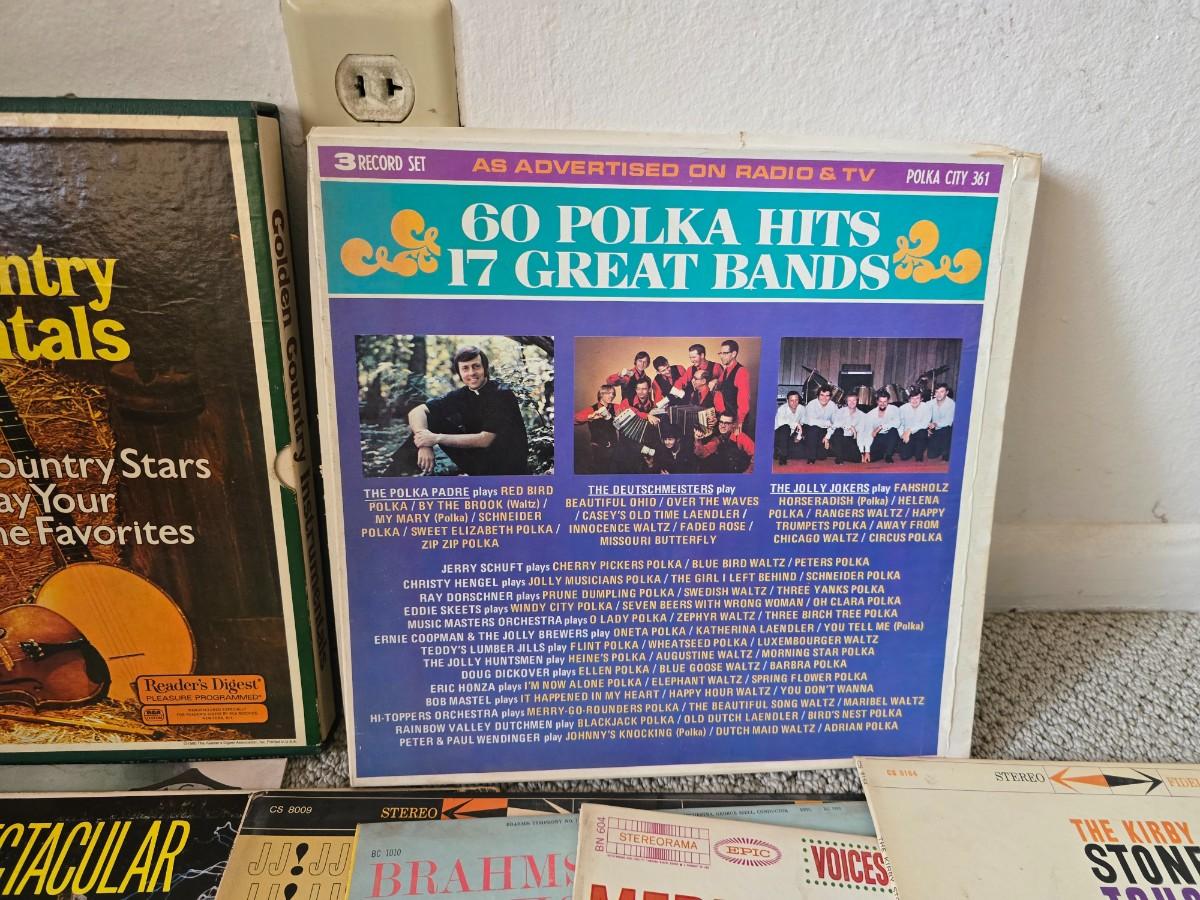 ntry
tals
ountry Stars
ay Your
e Favorites
Reader's Digest
PLEASURE PROGRAMMED
RCA
Golden Country Instrumentals
3 RECORD SET
AS ADVERTISED ON RADIO & TV
POLKA CITY 361
60 POLKA HITS
17 GREAT BANDS
THE POLKA PADRE plays RED BIRD
POLKA / BY THE BROOK (Waltz) /
MY MARY (Polka) / SCHNEIDER
POLKA / SWEET ELIZABETH POLKA /
ZIP ZIP POLKA
THE DEUTSCHMEISTERS play
BEAUTIFUL OHIO / OVER THE WAVES
/ CASEY'S OLD TIME LAENDLER /
INNOCENCE WALTZ / FADED ROSE /
MISSOURI BUTTERFLY
THE JOLLY JOKERS play FAHSHOLZ
HORSERADISH (Polka) / HELENA
POLKA / RANGERS WALTZ / HAPPY
TRUMPETS POLKA / AWAY FROM
CHICAGO WALTZ / CIRCUS POLKA
JERRY SCHUFT plays CHERRY PICKERS POLKA / BLUE BIRD WALTZ / PETERS POLKA
CHRISTY HENGEL plays JOLLY MUSICIANS POLKA / THE GIRL I LEFT BEHIND / SCHNEIDER POLKA
RAY DORSCHNER plays PRUNE DUMPLING POLKA / SWEDISH WALTZ / THREE YANKS POLKA
EDDIE SKEETS plays WINDY CITY POLKA / SEVEN BEERS WITH WRONG WOMAN / OH CLARA POLKA
MUSIC MASTERS ORCHESTRA plays O LADY POLKA / ZEPHYR WALTZ / THREE BIRCH TREE POLKA
ERNIE COOPMAN & THE JOLLY BREWERS play ONETA POLKA / KATHERINA LAENDLER / YOU TELL ME (Polka)
TEDDY'S LUMBER JILLS play FLINT POLKA / WHEATSEED POLKA / LUXEMBOURGER WALTZ
THE JOLLY HUNTSMEN play HEINE'S POLKA / AUGUSTINE WALTZ / MORNING STAR POLKA
DOUG DICKOVER plays ELLEN POLKA / BLUE GOOSE WALTZ / BARBRA POLKA
ERIC HONZA plays I'M NOW ALONE POLKA / ELEPHANT WALTZ / SPRING FLOWER POLKA
BOB MASTEL plays IT HAPPENED IN MY HEART / HAPPY HOUR WALTZ / YOU DON'T WANNA
HI-TOPPERS ORCHESTRA plays MERRY-GO-ROUNDERS POLKA / THE BEAUTIFUL SONG WALTZ / MARIBEL WALTZ
RAINBOW VALLEY DUTCHMEN play BLACKJACK POLKA / OLD DUTCH LAENDLER / BIRD'S NEST POLKA
PETER & PAUL WENDINGER play JOHNNY'S KNOCKING (Polka) / DUTCH MAID WALTZ / ADRIAN POLKA
CTACULAR
CS 8009
STEREO
JJ!JJ
JJ!JJ
BC 1010
BRAHMS
BN 604
STEREORAMA
EPIC
VOICES
CS 8164
STEREO
FIDE
THE KIRBY
STONE
TOUC